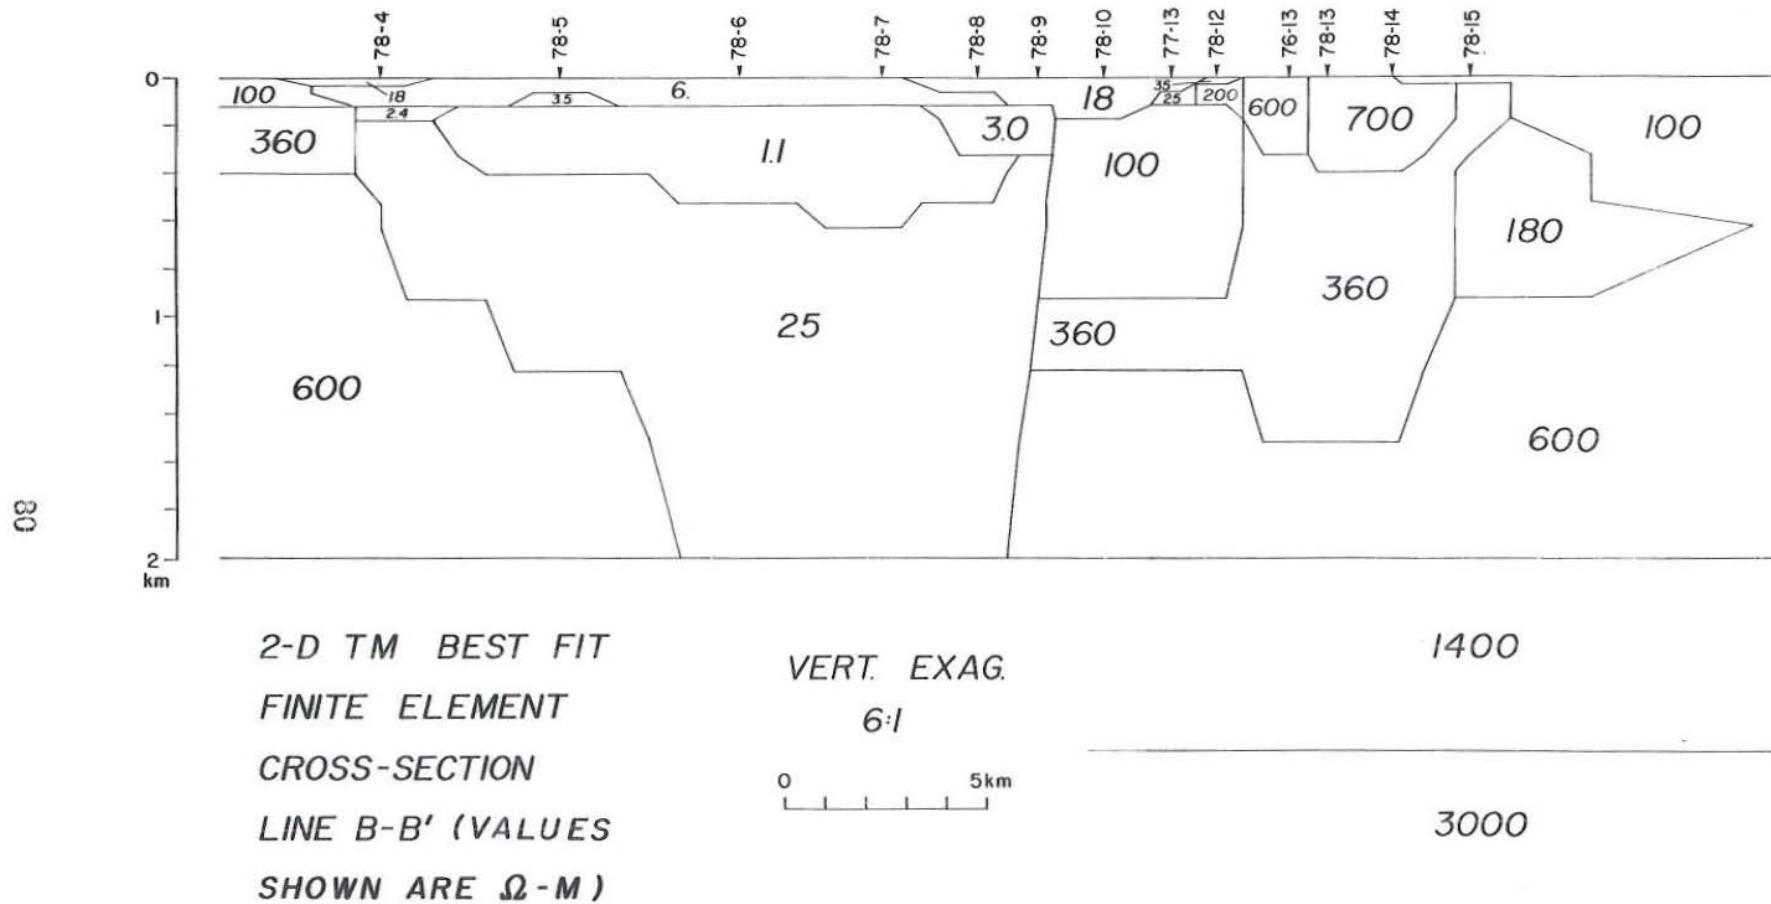 78-4 78-5 78-6 78-7 78-8 78-9 78-10 77-13 78-12 76-13 78-13 78-14 78-15
0
100 18 6. 18 35 200 600
2.4 35 25
360 1.1 3.0 100 700 100
180
360
1
25 360
600 600
2
km
80
2-D TM BEST FIT
FINITE ELEMENT
CROSS-SECTION
LINE B-B' (VALUES
SHOWN ARE Ω-M)
VERT. EXAG.
6:1
0 5km
1400
3000